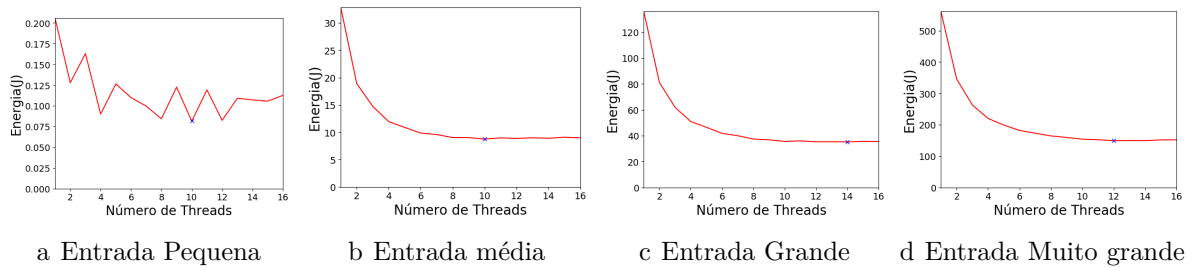 Energia(J)
0.200
0.175
0.150
0.125
0.100
0.075
0.050
0.025
0.000
2 4 6 8 10 12 14 16
Número de Threads
a Entrada Pequena
Energia(J)
30
25
20
15
10
5
0
2 4 6 8 10 12 14 16
Número de Threads
b Entrada média
Energia(J)
120
100
80
60
40
20
0
2 4 6 8 10 12 14 16
Número de Threads
c Entrada Grande
Energia(J)
500
400
300
200
100
0
2 4 6 8 10 12 14 16
Número de Threads
d Entrada Muito grande